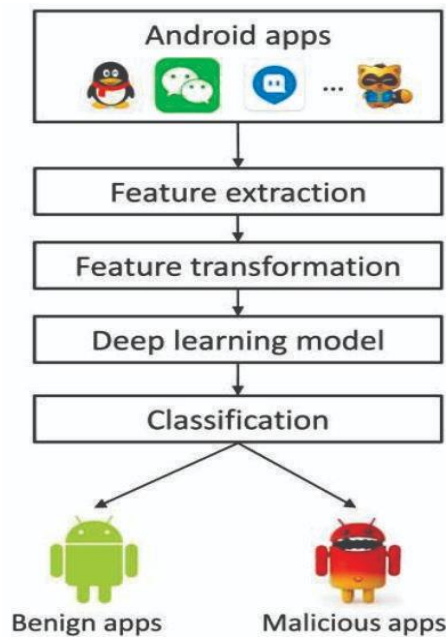 Android apps
...
Feature extraction
Feature transformation
Deep learning model
Classification
Benign apps
Malicious apps